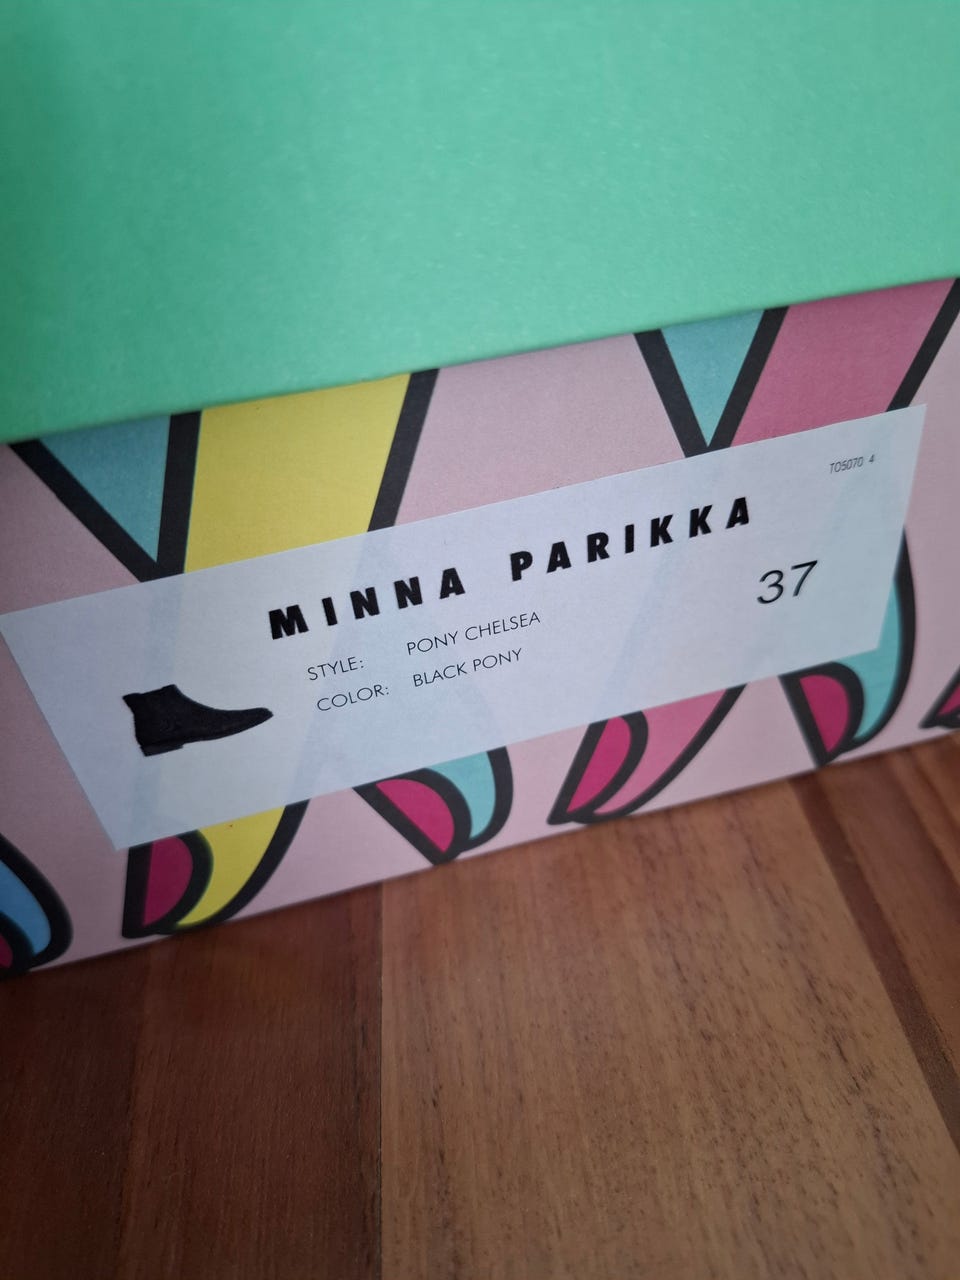 TO5070 4
MINNA PARIKKA
37
STYLE: PONY CHELSEA
COLOR: BLACK PONY